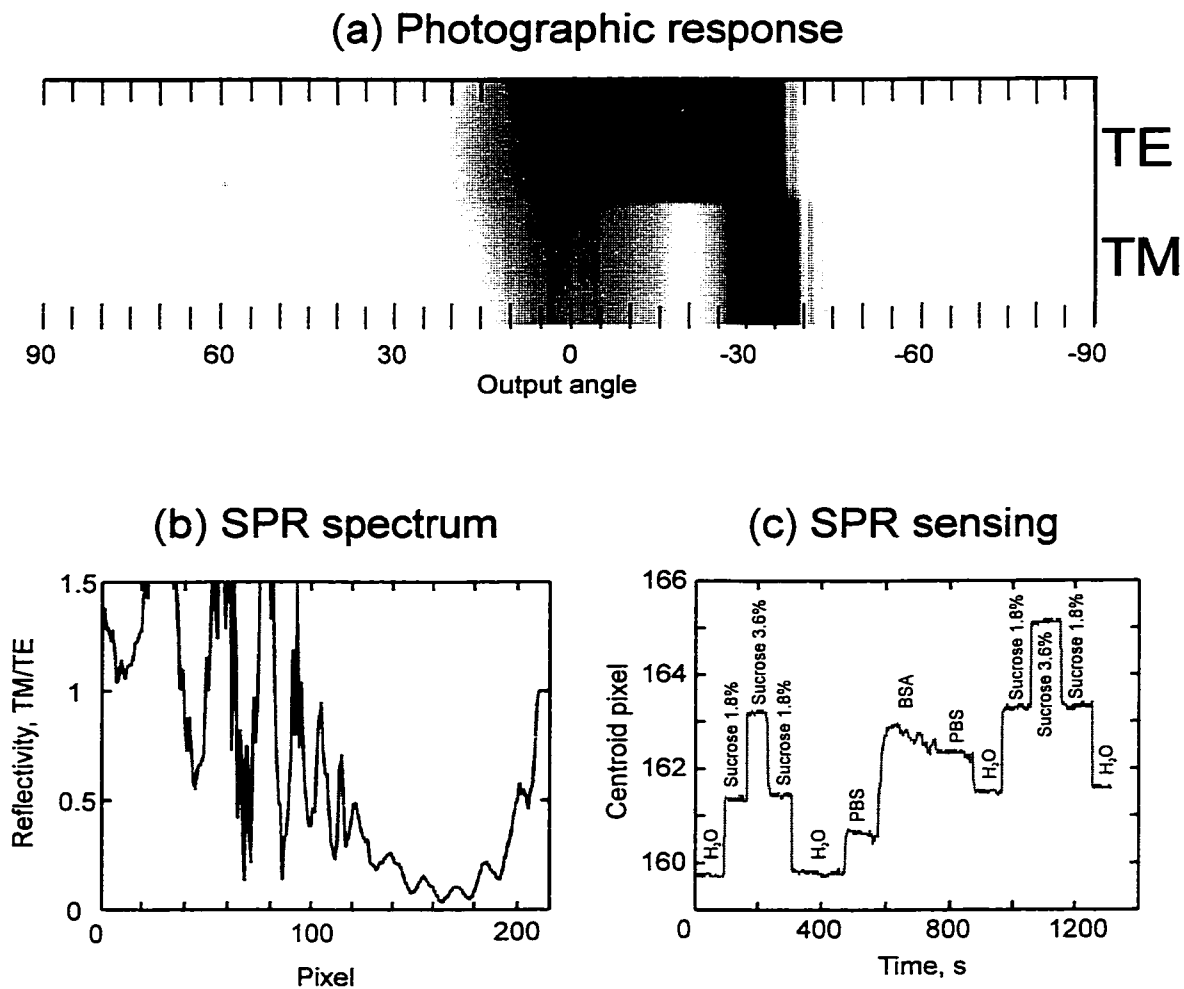 (a) Photographic response
TE
TM
90 60 30 0 -30 -60 -90
Output angle
(b) SPR spectrum
1.5
1
0.5
0
Reflectivity, TM/TE
0 100 200
Pixel
(c) SPR sensing
166
164
162
160
Centroid pixel
H₂O
Sucrose 1.8%
Sucrose 3.6%
Sucrose 1.8%
H₂O
PBS
BSA
PBS
H₂O
Sucrose 1.8%
Sucrose 3.6%
Sucrose 1.8%
H₂O
0 400 800 1200
Time, s